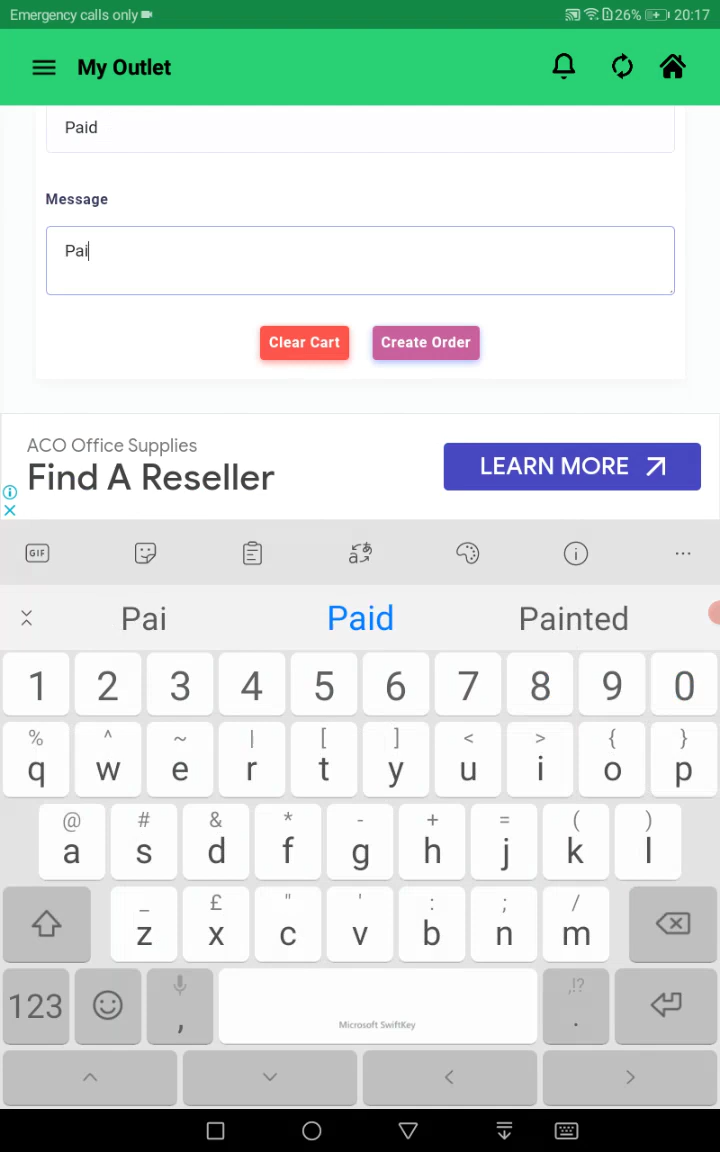 Emergency calls only
26% 20:17
My Outlet
Paid
Message
Pai
Clear Cart Create Order
ACO Office Supplies
Find A Reseller
LEARN MORE
GIF
Pai Paid Painted
1 2 3 4 5 6 7 8 9 0
% ^ ~ | [ ] < > { }
q w e r t y u i o p
@ # & * - + = ( )
a s d f g h j k l
_ £ " ' : ; /
z x c v b n m
123 , Microsoft SwiftKey ,!? .